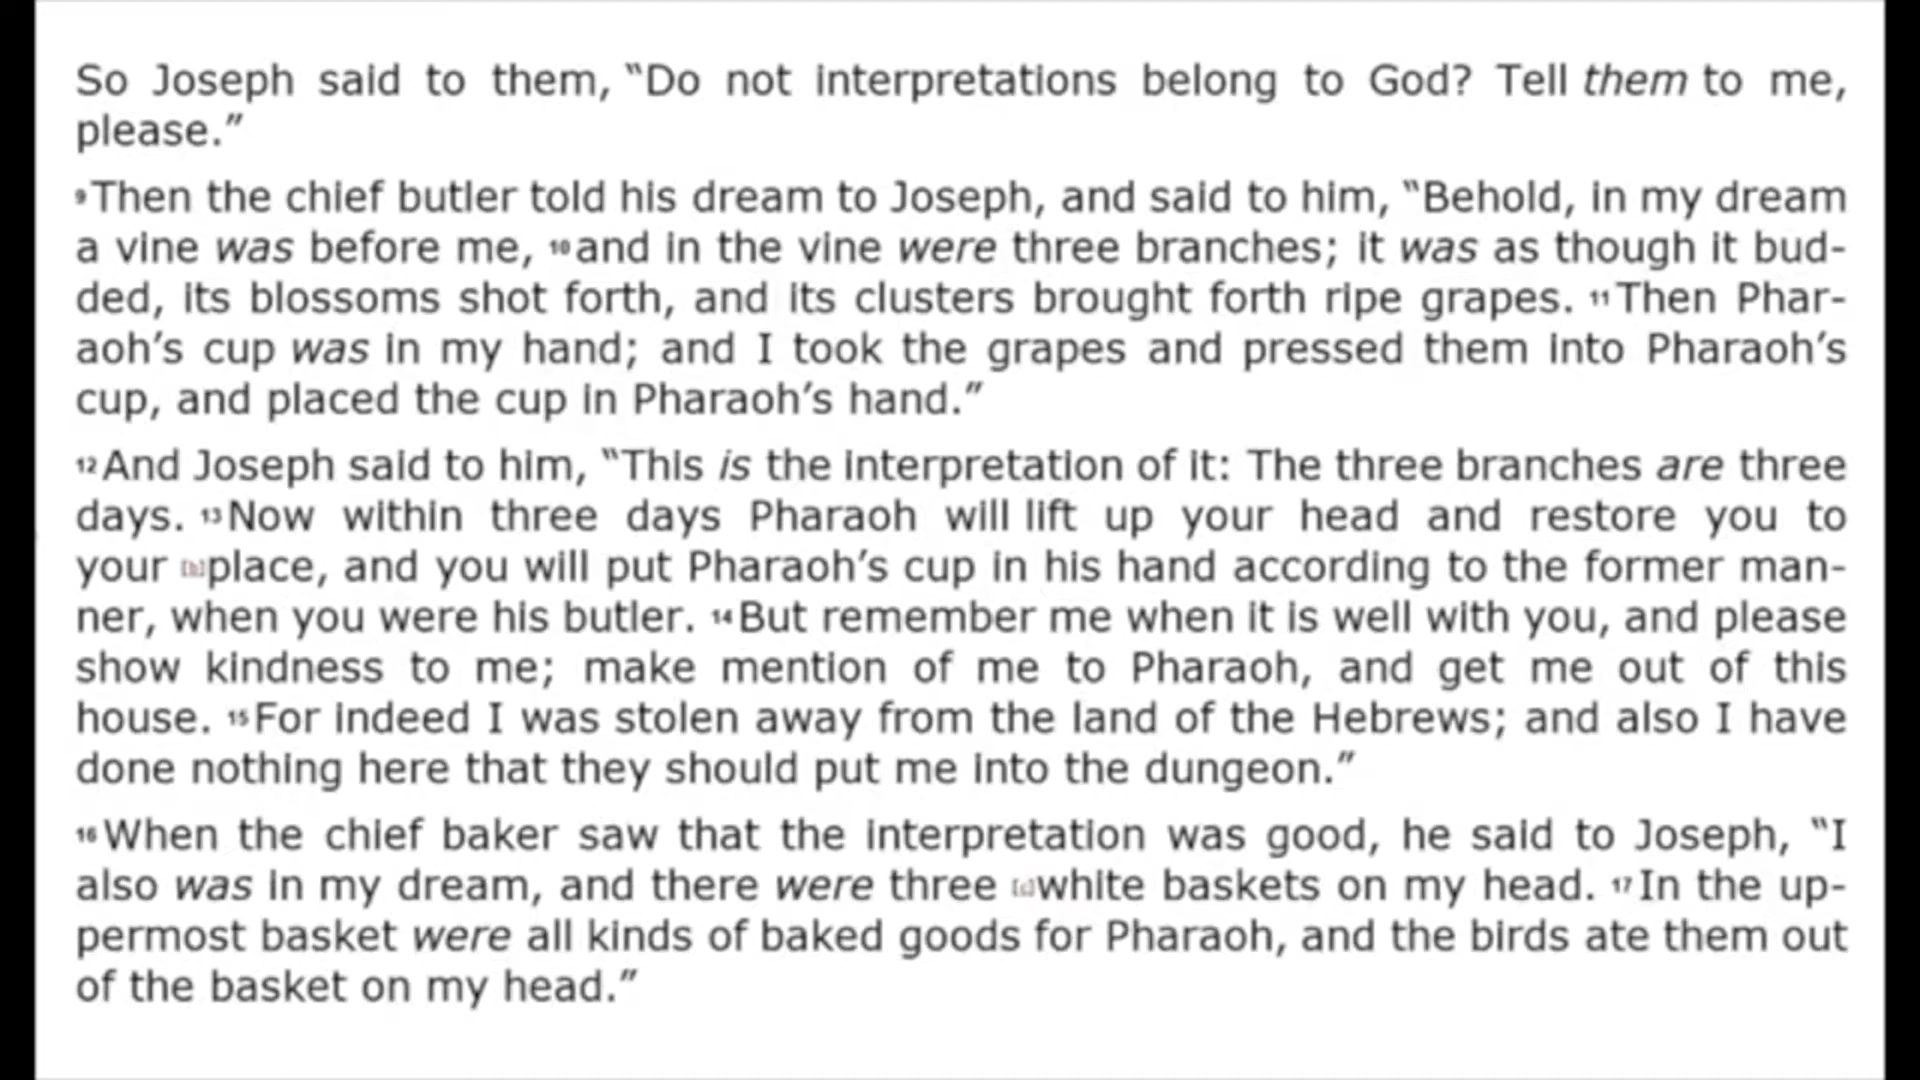 So Joseph said to them, “Do not interpretations belong to God? Tell them to me,
please.”
9Then the chief butler told his dream to Joseph, and said to him, “Behold, in my dream
a vine was before me, 10and in the vine were three branches; it was as though it bud-
ded, its blossoms shot forth, and its clusters brought forth ripe grapes. 11Then Phar-
aoh’s cup was in my hand; and I took the grapes and pressed them into Pharaoh’s
cup, and placed the cup in Pharaoh’s hand.”
12And Joseph said to him, “This is the interpretation of it: The three branches are three
days. 13Now within three days Pharaoh will lift up your head and restore you to
your [b]place, and you will put Pharaoh’s cup in his hand according to the former man-
ner, when you were his butler. 14But remember me when it is well with you, and please
show kindness to me; make mention of me to Pharaoh, and get me out of this
house. 15For indeed I was stolen away from the land of the Hebrews; and also I have
done nothing here that they should put me into the dungeon.”
16When the chief baker saw that the interpretation was good, he said to Joseph, “I
also was in my dream, and there were three [c]white baskets on my head. 17In the up-
permost basket were all kinds of baked goods for Pharaoh, and the birds ate them out
of the basket on my head.”